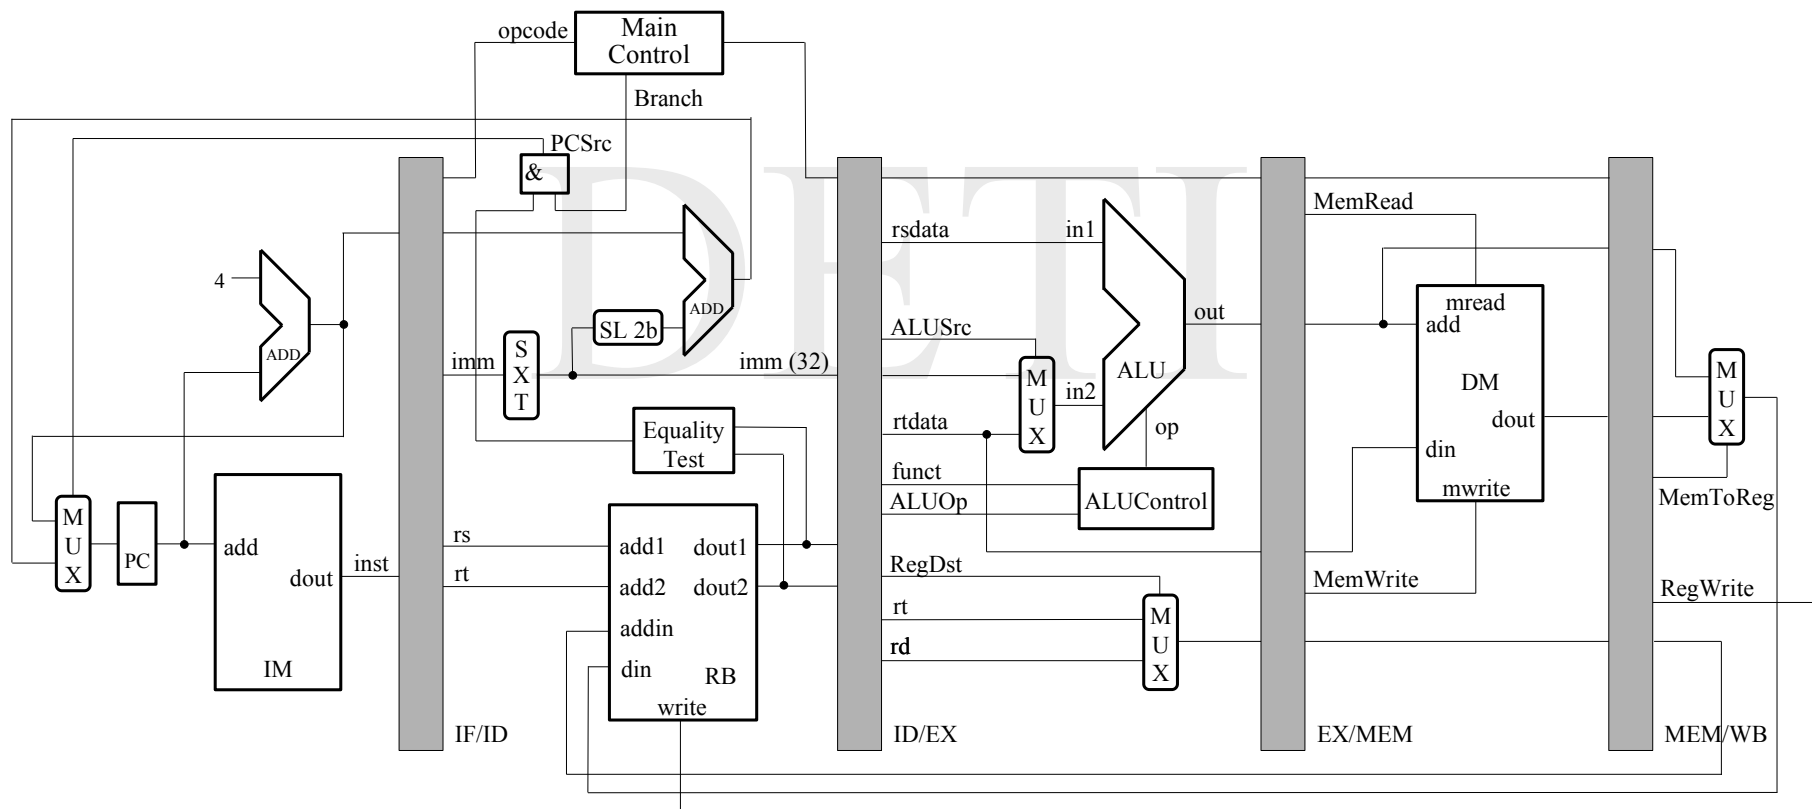 Main
Control
opcode
Branch
PCSrc
&
DETI
MemRead
rsdata
in1
4
ADD
ADD
mread
out
add
SL 2b
ALUSrc
S
X
T
imm
imm (32)
M
U
X
ALU
in2
DM
M
U
X
dout
rtdata
op
din
Equality
Test
funct
ALUOp
ALUControl
mwrite
MemToReg
M
U
X
PC
add
dout
inst
IM
rs
rt
add1
add2
addin
din
dout1
dout2
RB
write
RegDst
rt
rd
M
U
X
MemWrite
RegWrite
IF/ID
ID/EX
EX/MEM
MEM/WB